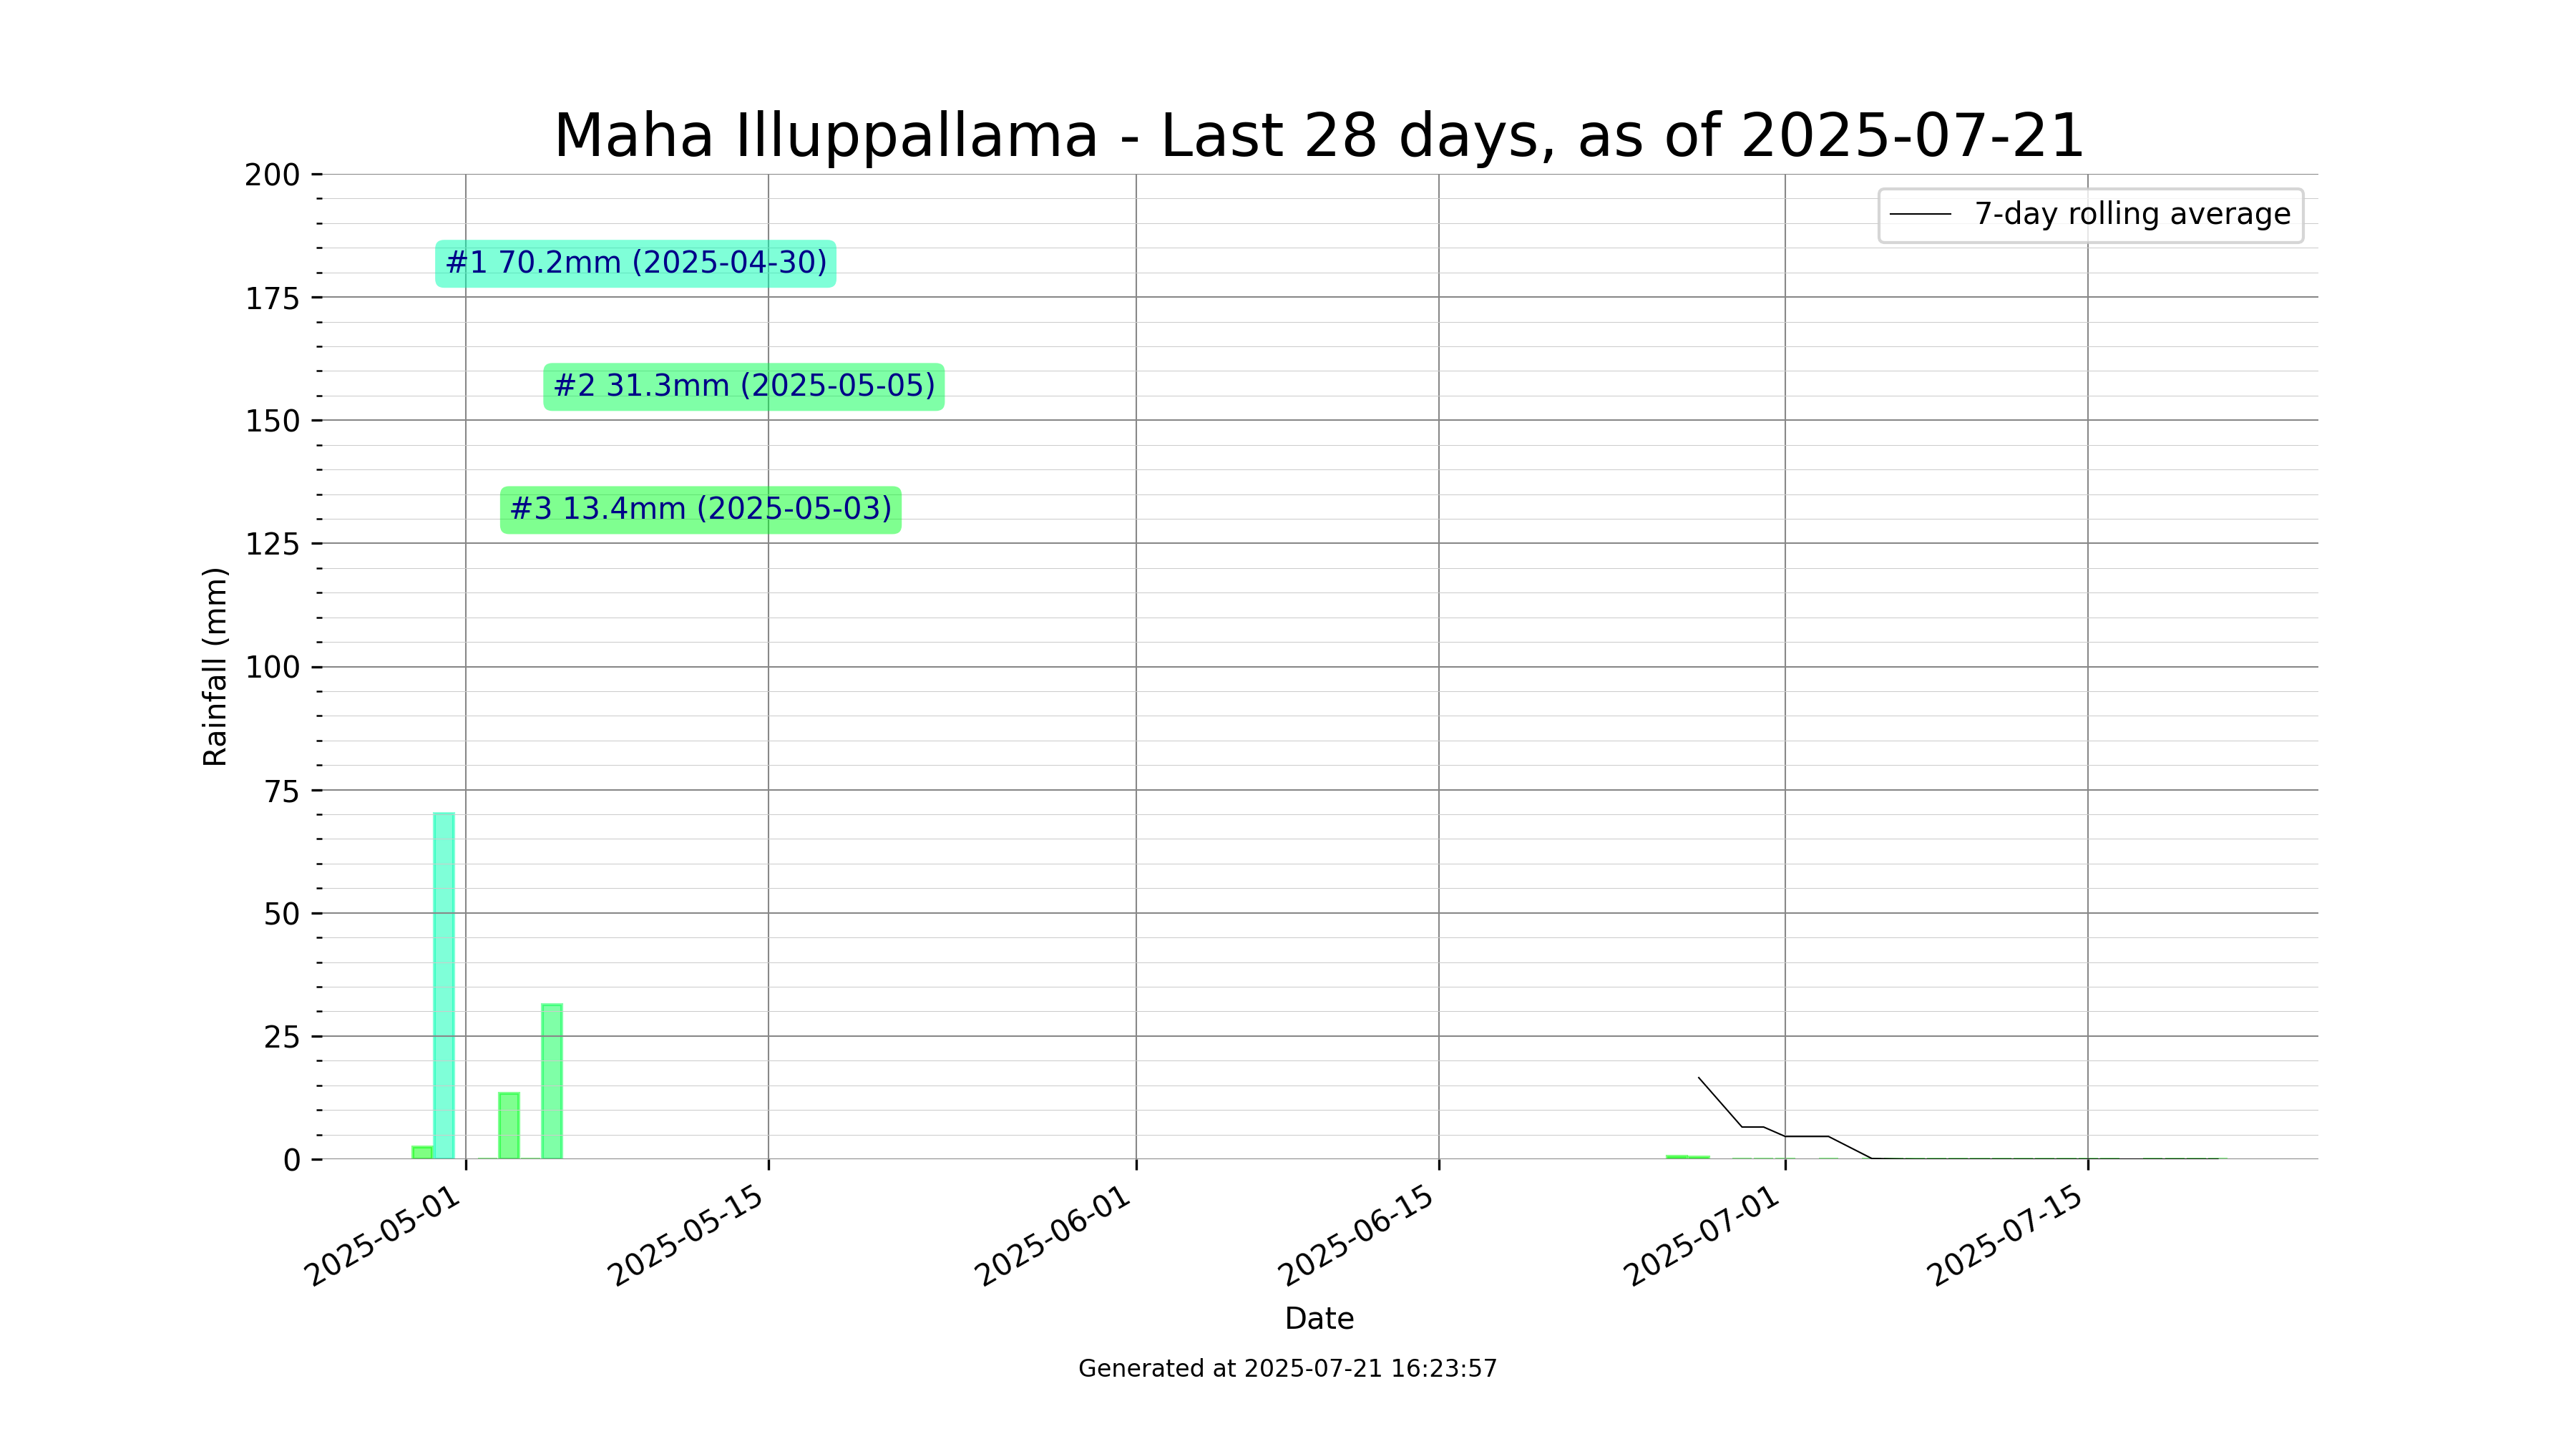 Maha Illuppallama - Last 28 days, as of 2025-07-21
7-day rolling average
#1 70.2mm (2025-04-30)
#2 31.3mm (2025-05-05)
#3 13.4mm (2025-05-03)
Rainfall (mm)
200
175
150
125
100
75
50
25
0
2025-05-01
2025-05-15
2025-06-01
2025-06-15
2025-07-01
2025-07-15
Date
Generated at 2025-07-21 16:23:57